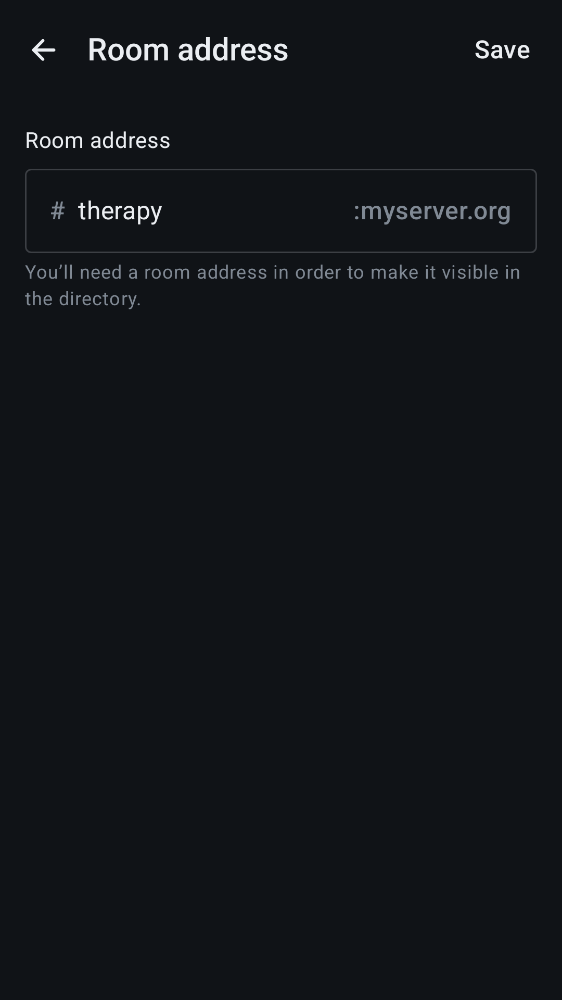 Room address
Save
Room address
# therapy :myserver.org
You’ll need a room address in order to make it visible in
the directory.